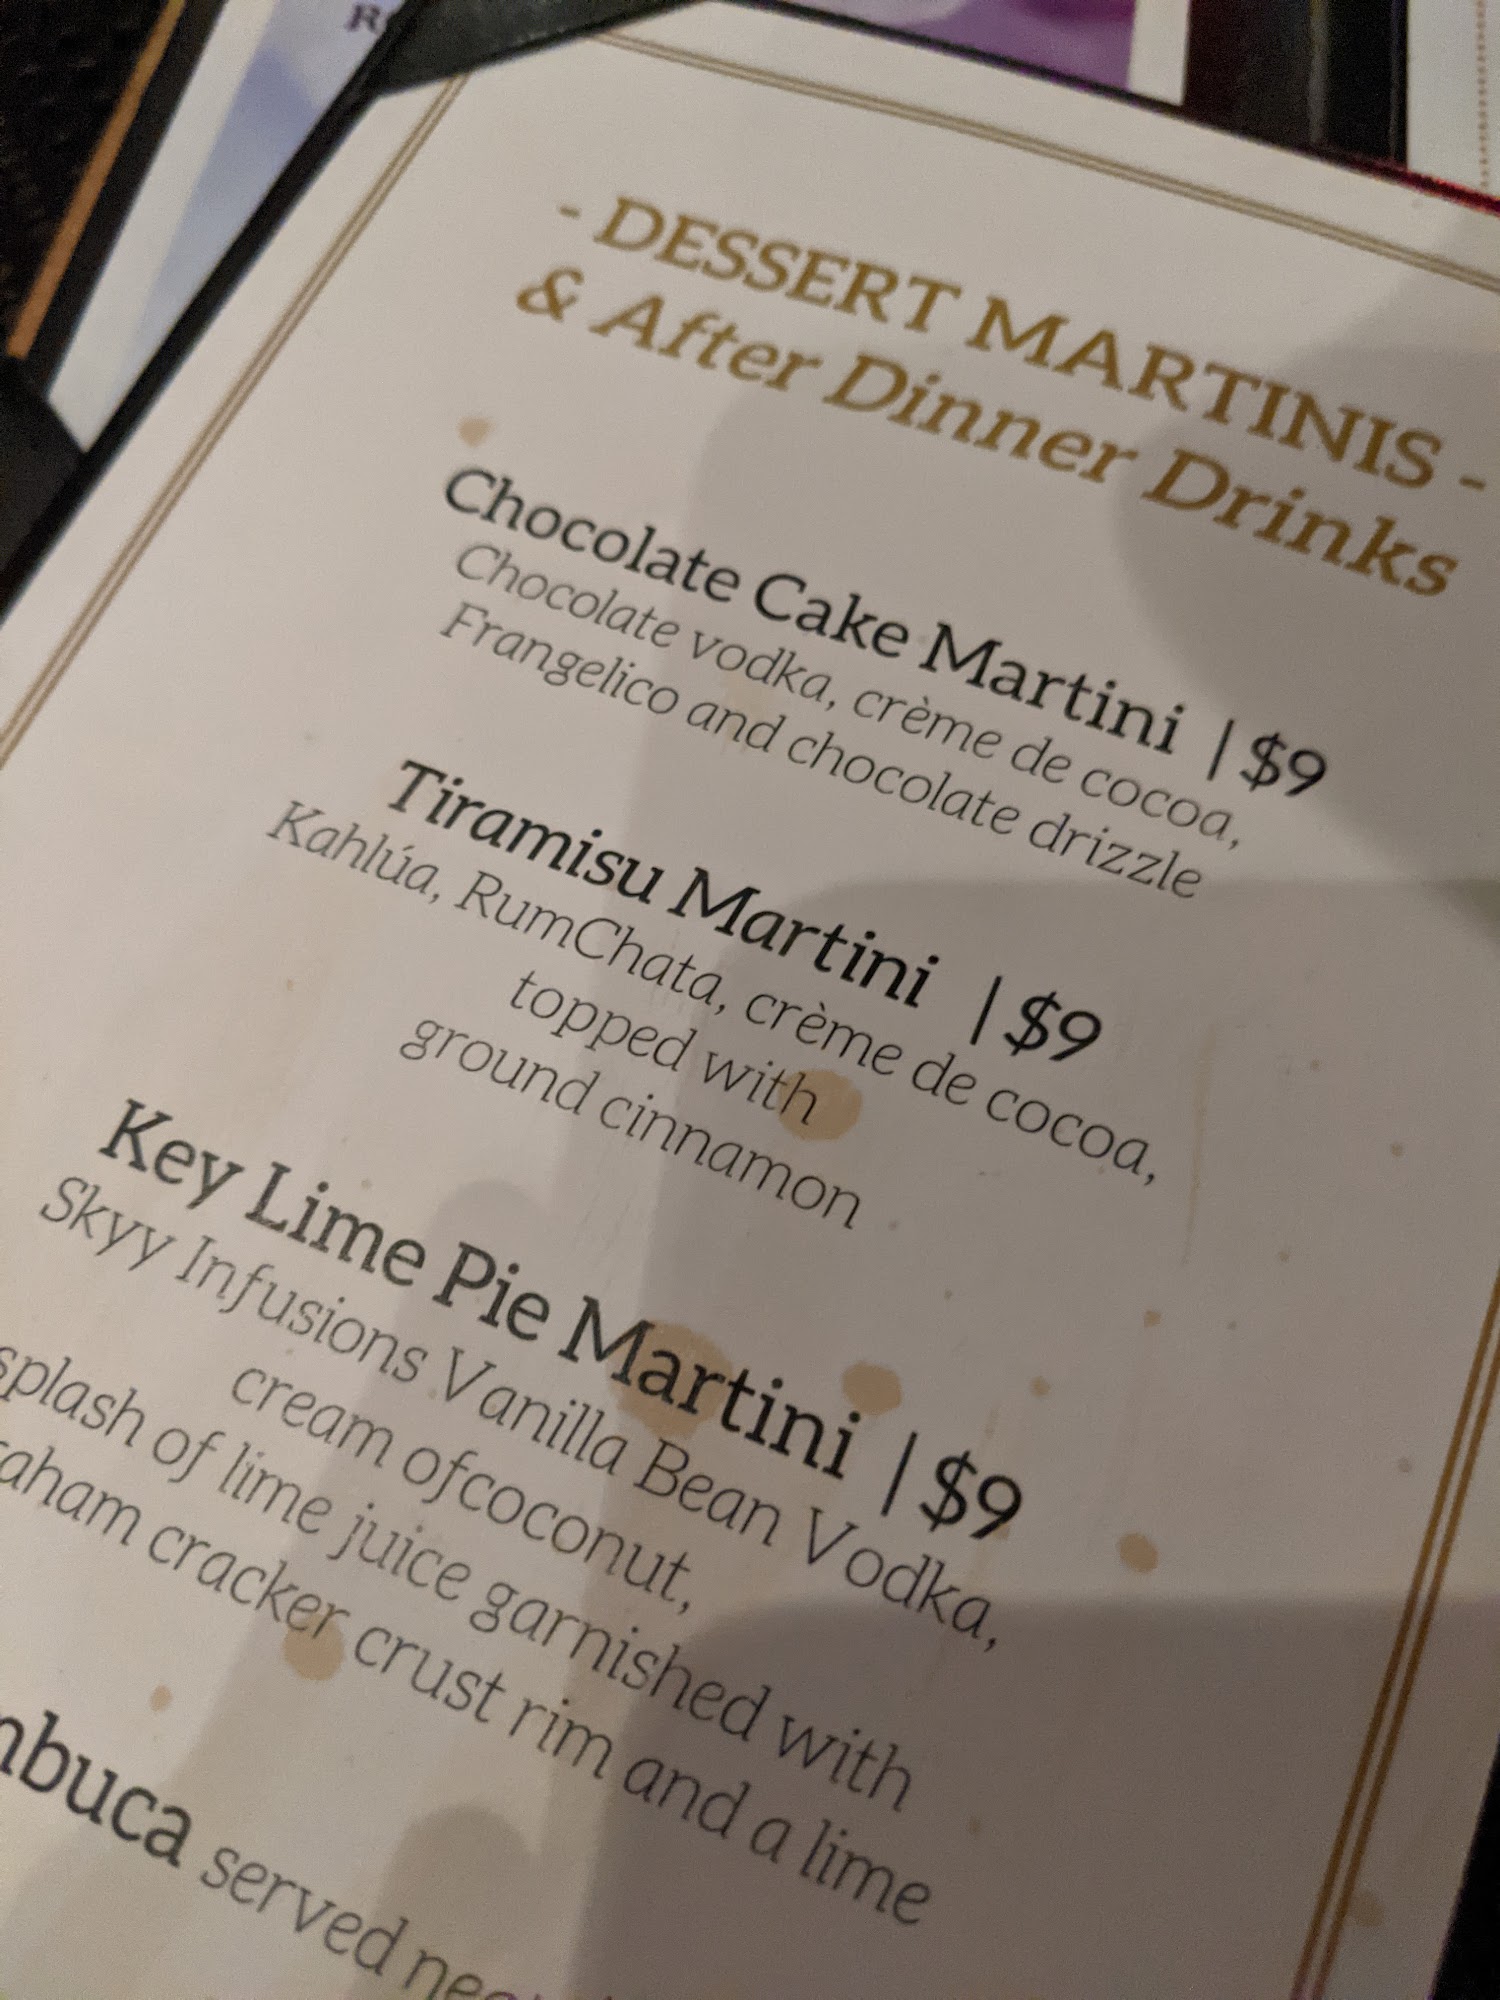 - DESSERT MARTINIS -
& After Dinner Drinks
Chocolate Cake Martini | $9
Chocolate vodka, crème de cocoa,
Frangelico and chocolate drizzle
Tiramisu Martini | $9
Kahlúa, RumChata, crème de cocoa,
topped with
ground cinnamon
Key Lime Pie Martini | $9
Skyy Infusions Vanilla Bean Vodka,
cream ofcoconut,
splash of lime juice garnished with
cracker crust rim and a lime
served